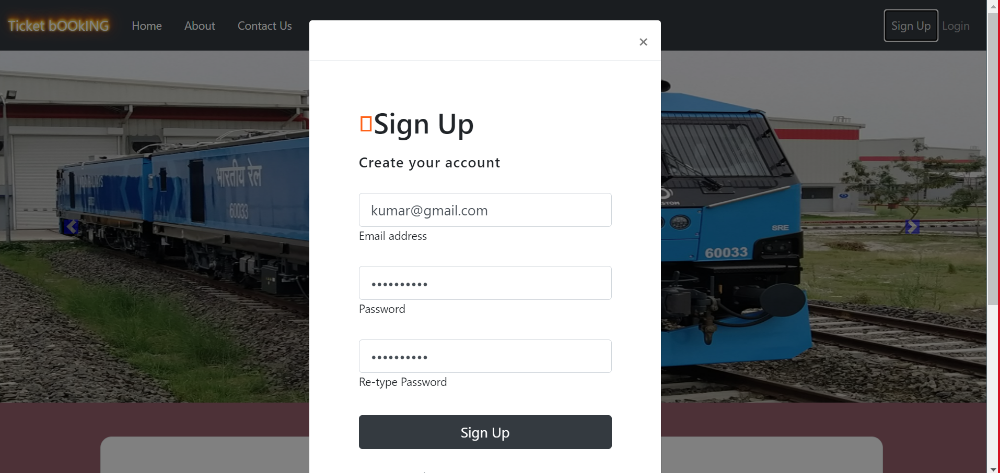 Ticket bOOkING Home About Contact Us Sign Up Login
×
Sign Up
Create your account
kumar@gmail.com
Email address
••••••••••
Password
••••••••••
Re-type Password
Sign Up
भारतीय रेल
60033
SRE
60033